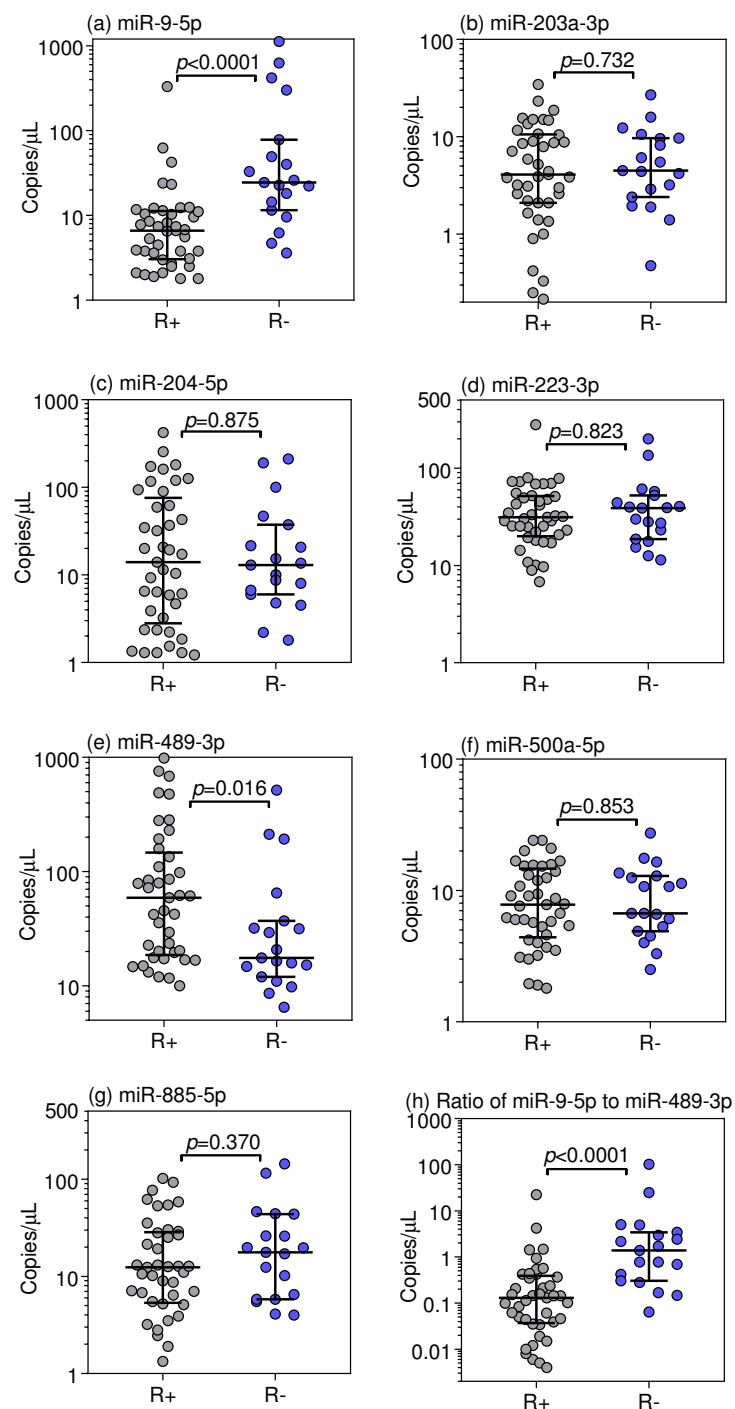 (a) miR-9-5p
p<0.0001
1000
100
10
1
Copies/μL
R+ R-
(b) miR-203a-3p
p=0.732
100
10
1
Copies/μL
R+ R-
(c) miR-204-5p
p=0.875
1000
100
10
1
Copies/μL
R+ R-
(d) miR-223-3p
p=0.823
500
100
10
1
Copies/μL
R+ R-
(e) miR-489-3p
p=0.016
1000
100
10
Copies/μL
R+ R-
(f) miR-500a-5p
p=0.853
100
10
1
Copies/μL
R+ R-
(g) miR-885-5p
p=0.370
500
100
10
1
Copies/μL
R+ R-
(h) Ratio of miR-9-5p to miR-489-3p
p<0.0001
1000
100
10
1
0.1
0.01
Copies/μL
R+ R-